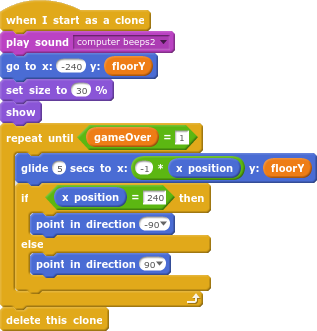 when I start as a clone
play sound computer beeps2
go to x: -240 y: floorY
set size to 30 %
show
repeat until gameOver = 1
glide 5 secs to x: -1 * x position y: floorY
if x position = 240 then
point in direction -90
else
point in direction 90
delete this clone